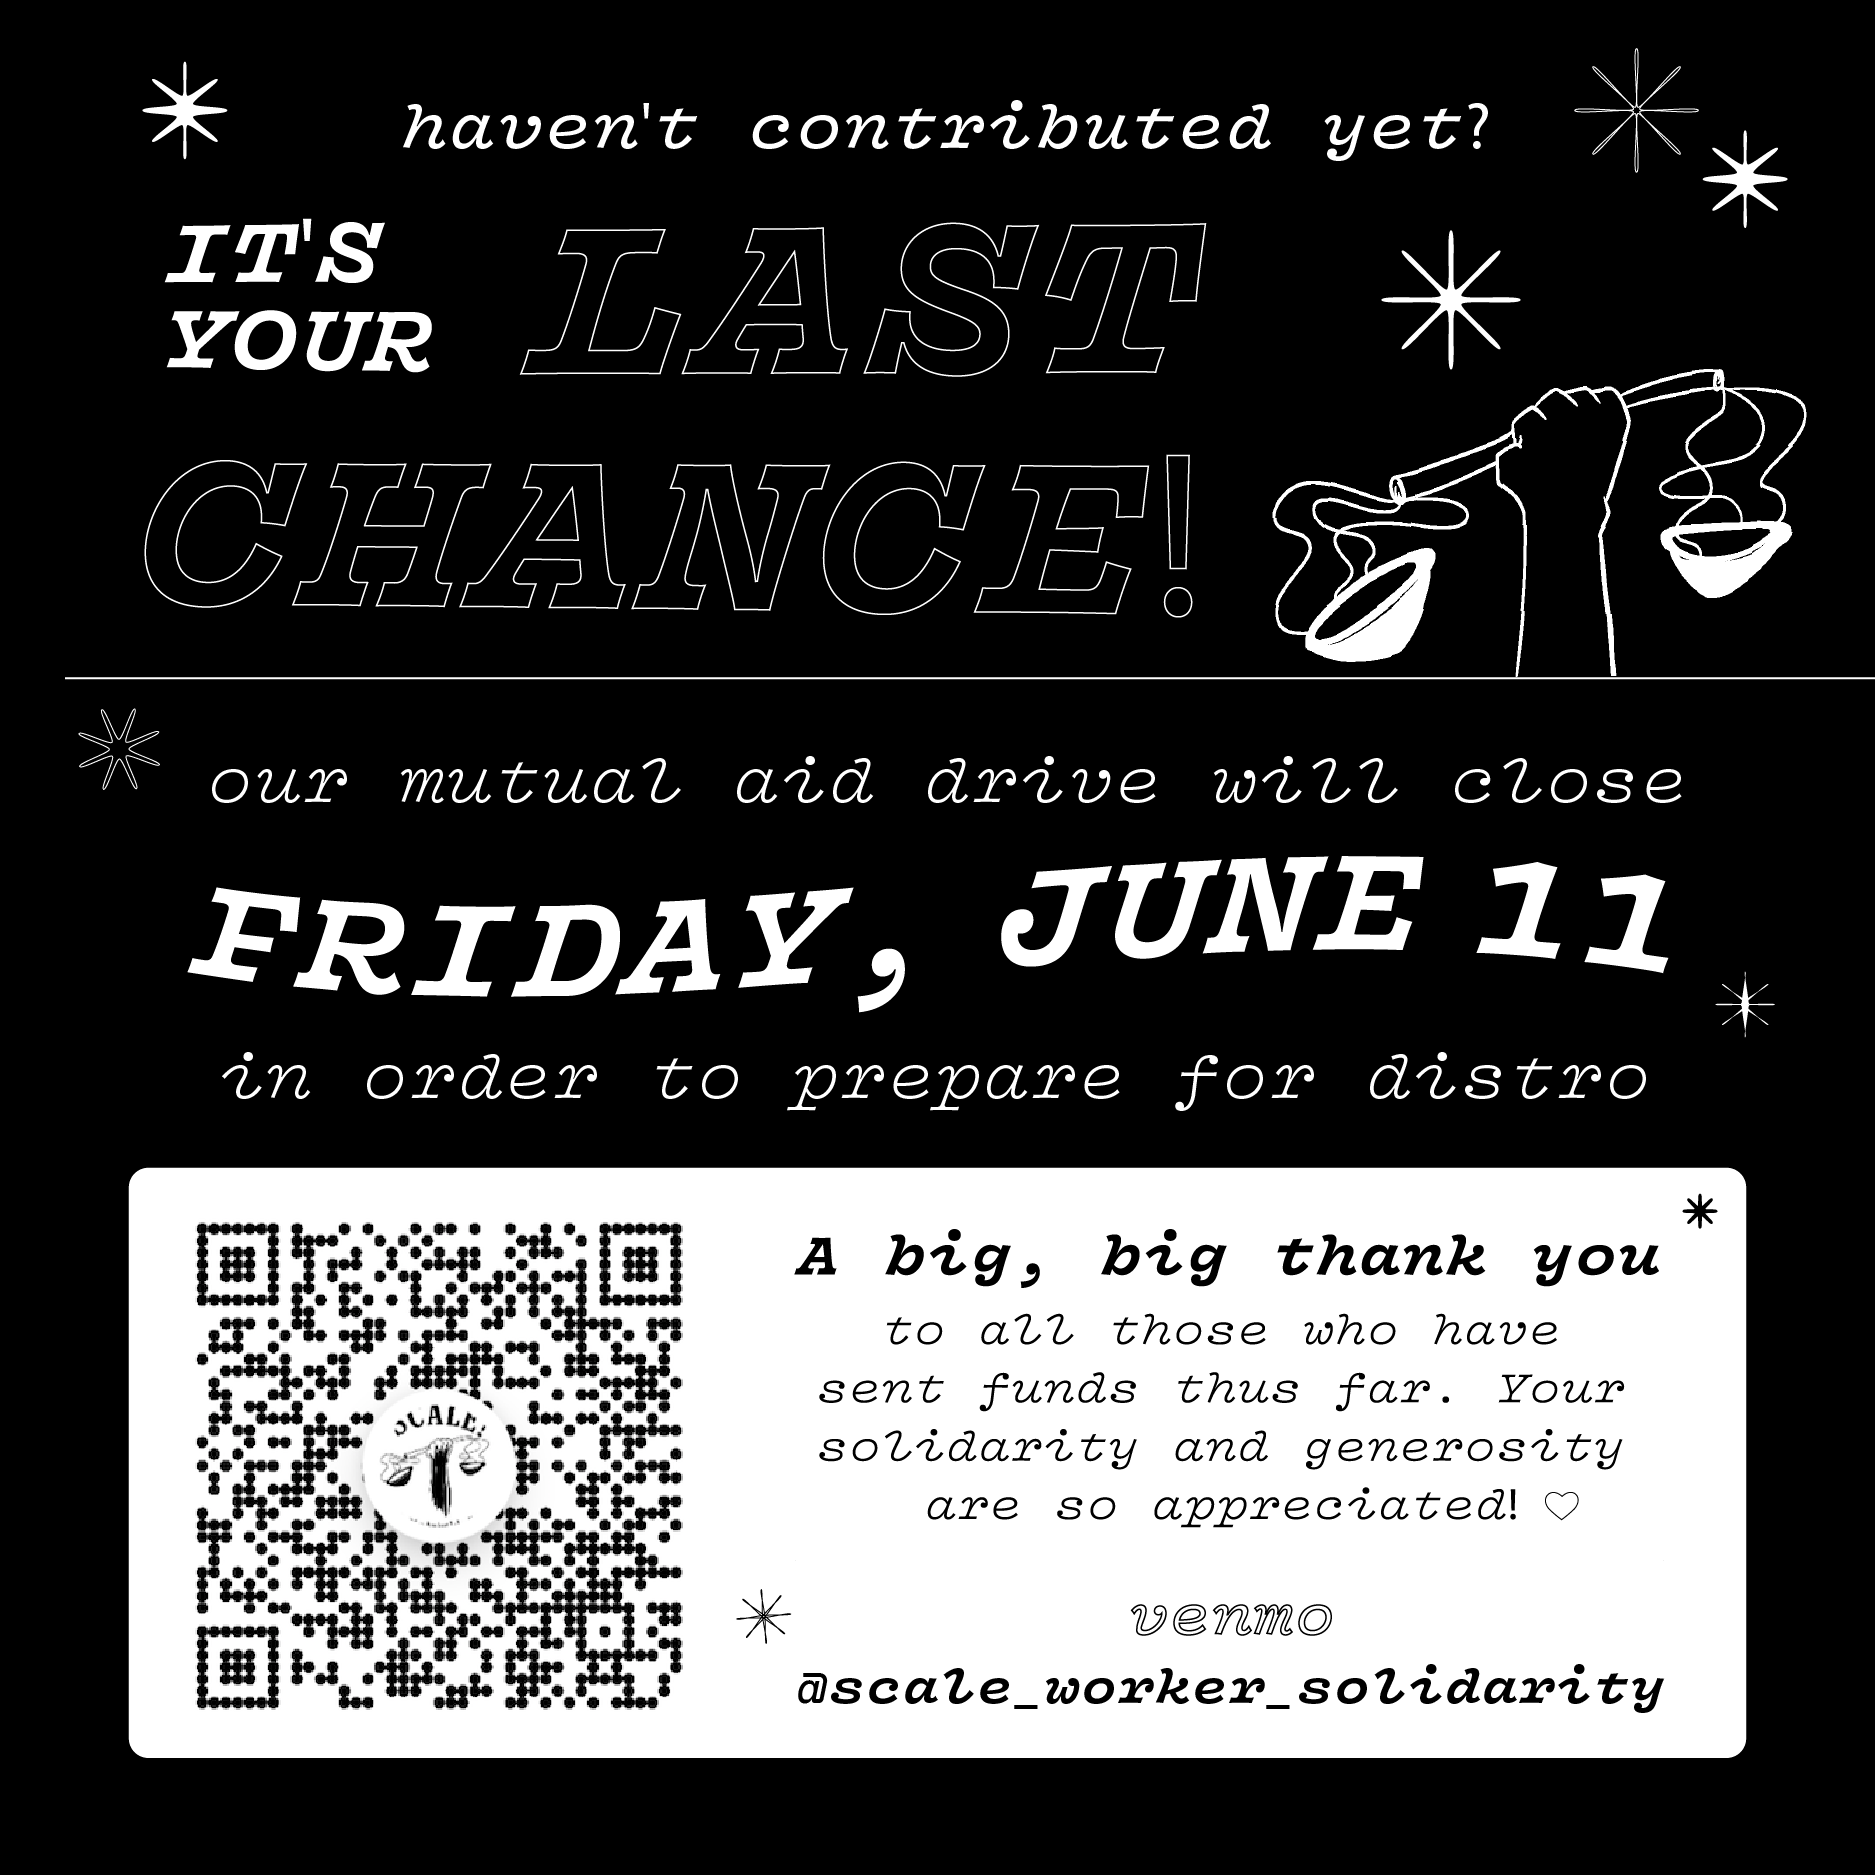 haven't contributed yet?
IT'S
YOUR
LAST
CHANCE!
our mutual aid drive will close
FRIDAY, JUNE 11
in order to prepare for distro
SCALE!
A big, big thank you
to all those who have
sent funds thus far. Your
solidarity and generosity
are so appreciated! ♡
venmo
@scale_worker_solidarity